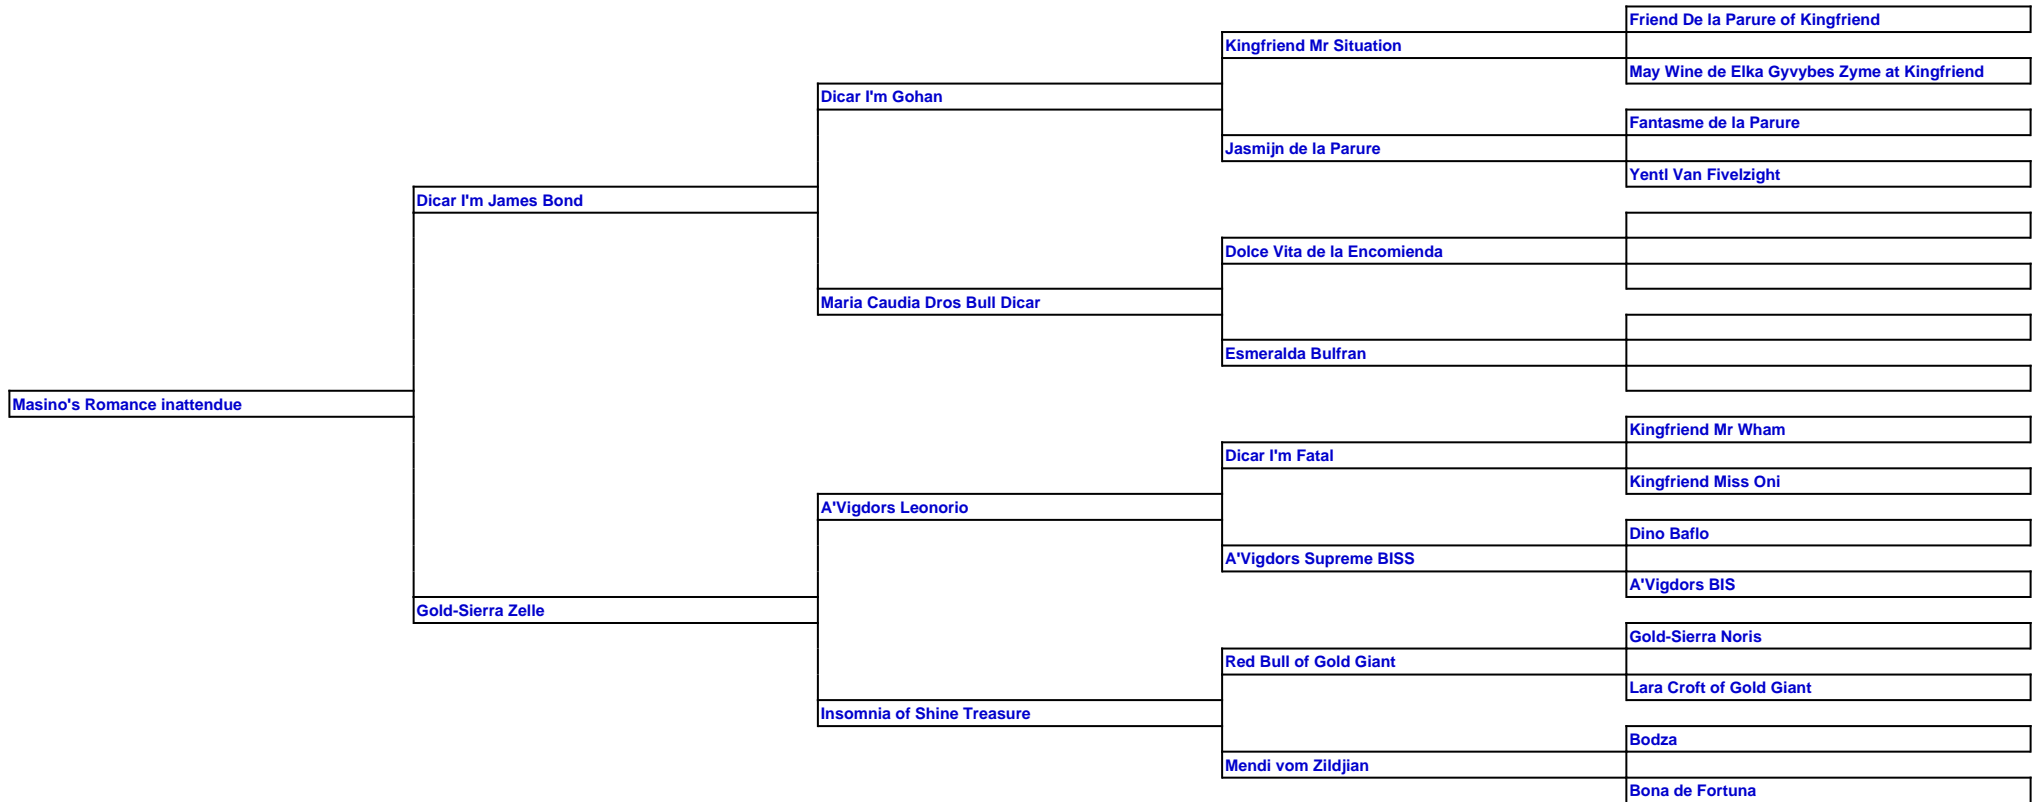 Friend De la Parure of Kingfriend
Kingfriend Mr Situation
May Wine de Elka Gyvybes Zyme at Kingfriend
Dicar I'm Gohan
Fantasme de la Parure
Jasmijn de la Parure
Yentl Van Fivelzight
Dicar I'm James Bond
Dolce Vita de la Encomienda
Maria Caudia Dros Bull Dicar
Esmeralda Bulfran
Masino's Romance inattendue
Kingfriend Mr Wham
Dicar I'm Fatal
Kingfriend Miss Oni
A'Vigdors Leonorio
Dino Baflo
A'Vigdors Supreme BISS
A'Vigdors BIS
Gold-Sierra Zelle
Gold-Sierra Noris
Red Bull of Gold Giant
Lara Croft of Gold Giant
Insomnia of Shine Treasure
Bodza
Mendi vom Zildjian
Bona de Fortuna